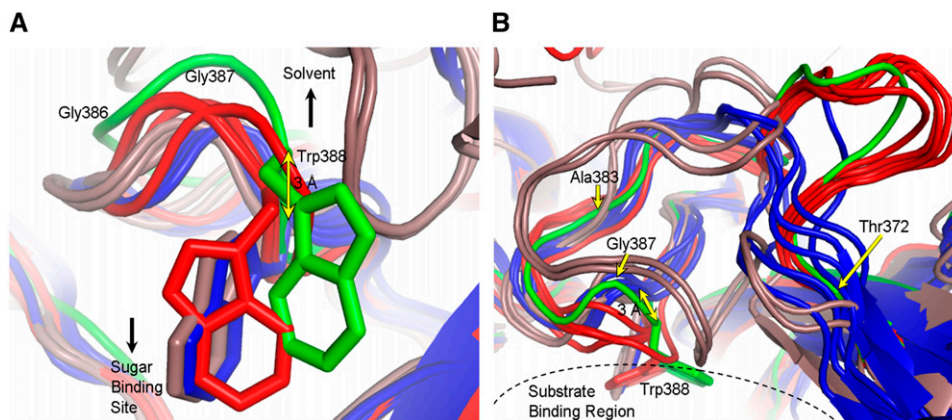 A
Gly387
Solvent
Gly386
Trp388
3 Å
Sugar
Binding
Site
B
Ala383
Gly387
Thr372
3 Å
Trp388
Substrate
Binding Region